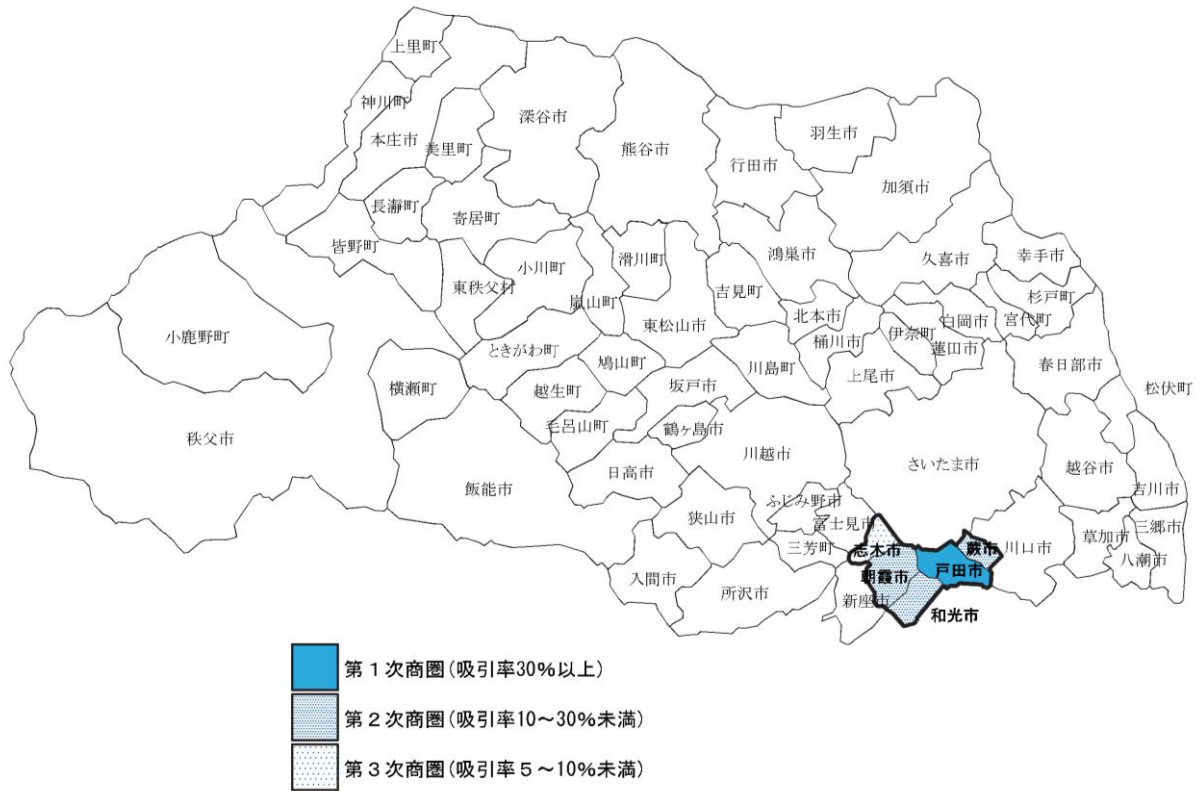 上里町
神川町
本庄市
美里町
深谷市
熊谷市
行田市
羽生市
加須市
長瀞町
寄居町
皆野町
東秩父村
小川町
嵐山町
滑川町
吉見町
鴻巣市
久喜市
幸手市
杉戸町
宮代町
白岡市
伊奈町
蓮田市
北本市
桶川市
東松山市
小鹿野町
ときがわ町
鳩山町
川島町
上尾市
春日部市
松伏町
横瀬町
越生町
坂戸市
毛呂山町
鶴ヶ島市
秩父市
川越市
さいたま市
越谷市
日高市
飯能市
吉川市
ふじみ野市
狭山市
富士見市
三芳町
志木市
蕨市
川口市
草加市
三郷市
八潮市
戸田市
朝霞市
入間市
所沢市
新座市
和光市
第1次商圏(吸引率30%以上)
第2次商圏(吸引率10～30%未満)
第3次商圏(吸引率5～10%未満)